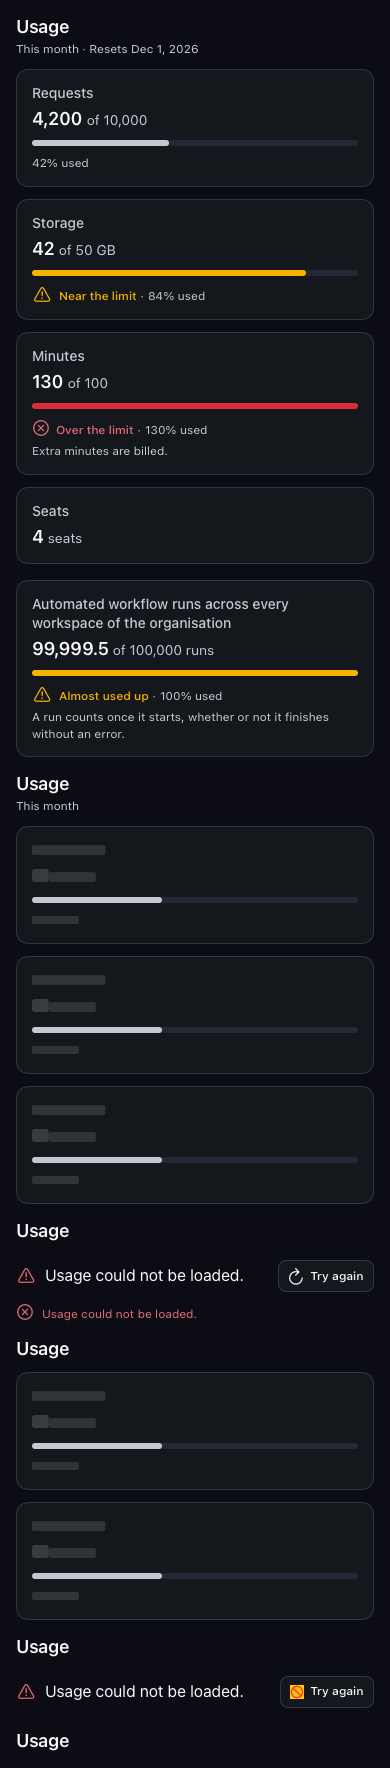 Usage
This month · Resets Dec 1, 2026
Requests
4,200 of 10,000
42% used
Storage
42 of 50 GB
Near the limit · 84% used
Minutes
130 of 100
Over the limit · 130% used
Extra minutes are billed.
Seats
4 seats
Automated workflow runs across every
workspace of the organisation
99,999.5 of 100,000 runs
Almost used up · 100% used
A run counts once it starts, whether or not it finishes
without an error.
Usage
This month
Usage
Usage could not be loaded.
Try again
Usage could not be loaded.
Usage
Usage
Usage could not be loaded.
Try again
Usage